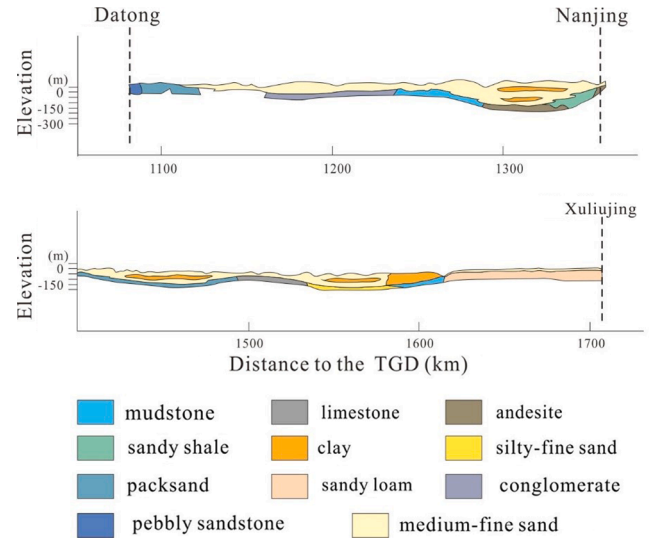 Datong Nanjing
Elevation
(m)
0
-150
-300
1100 1200 1300
Xuliujing
Elevation
(m)
0
-150
1500 1600 1700
Distance to the TGD (km)
mudstone limestone andesite
sandy shale clay silty-fine sand
packsand sandy loam conglomerate
pebbly sandstone medium-fine sand